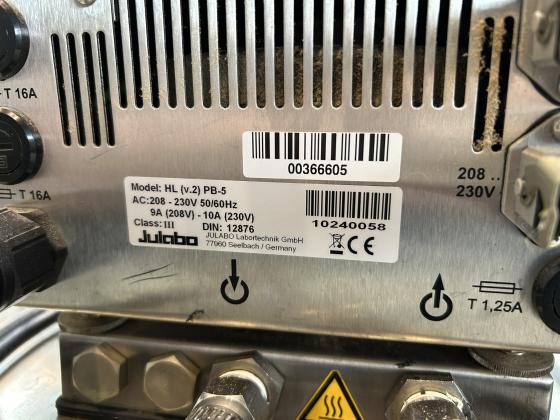 T 16A
T 16A
00366605
208 ..
230V
Model: HL (v.2) PB-5
AC:208 - 230V 50/60Hz
9A (208V) - 10A (230V)
Class: III DIN: 12876
Julabo JULABO Labortechnik GmbH
77960 Seelbach / Germany
10240058
CE
T 1,25A